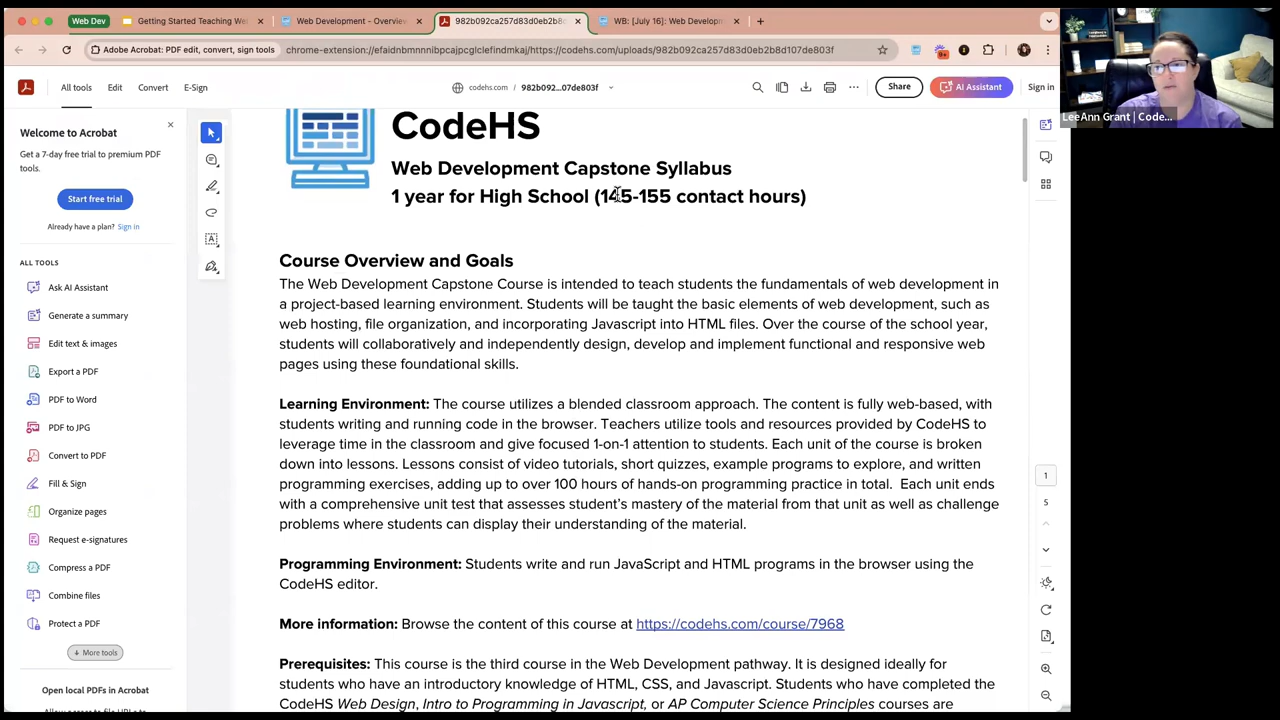 Web Dev
Getting Started Teaching We
Web Development - Overview
982b092ca257d83d0eb2b8d
WB: [July 16]: Web Develop
Adobe Acrobat: PDF edit, convert, sign tools
chrome-extension://efaidnbmnnnibpcajpcglclefindmkaj/https://codehs.com/uploads/982b092ca257d83d0eb2b8d107de803f
9+
All tools
Edit
Convert
E-Sign
codehs.com / 982b092...07de803f
Share
AI Assistant
Sign in
LeeAnn Grant | Code...
Welcome to Acrobat
Get a 7-day free trial to premium PDF
tools.
Start free trial
Already have a plan? Sign in
ALL TOOLS
Ask AI Assistant
Generate a summary
Edit text & images
Export a PDF
PDF to Word
PDF to JPG
Convert to PDF
Fill & Sign
Organize pages
Request e-signatures
Compress a PDF
Combine files
Protect a PDF
More tools
Open local PDFs in Acrobat
CodeHS
Web Development Capstone Syllabus
1 year for High School (145-155 contact hours)
Course Overview and Goals
The Web Development Capstone Course is intended to teach students the fundamentals of web development in
a project-based learning environment. Students will be taught the basic elements of web development, such as
web hosting, file organization, and incorporating Javascript into HTML files. Over the course of the school year,
students will collaboratively and independently design, develop and implement functional and responsive web
pages using these foundational skills.
Learning Environment: The course utilizes a blended classroom approach. The content is fully web-based, with
students writing and running code in the browser. Teachers utilize tools and resources provided by CodeHS to
leverage time in the classroom and give focused 1-on-1 attention to students. Each unit of the course is broken
down into lessons. Lessons consist of video tutorials, short quizzes, example programs to explore, and written
programming exercises, adding up to over 100 hours of hands-on programming practice in total. Each unit ends
with a comprehensive unit test that assesses student's mastery of the material from that unit as well as challenge
problems where students can display their understanding of the material.
Programming Environment: Students write and run JavaScript and HTML programs in the browser using the
CodeHS editor.
More information: Browse the content of this course at https://codehs.com/course/7968
Prerequisites: This course is the third course in the Web Development pathway. It is designed ideally for
students who have an introductory knowledge of HTML, CSS, and Javascript. Students who have completed the
CodeHS Web Design, Intro to Programming in Javascript, or AP Computer Science Principles courses are
1
5